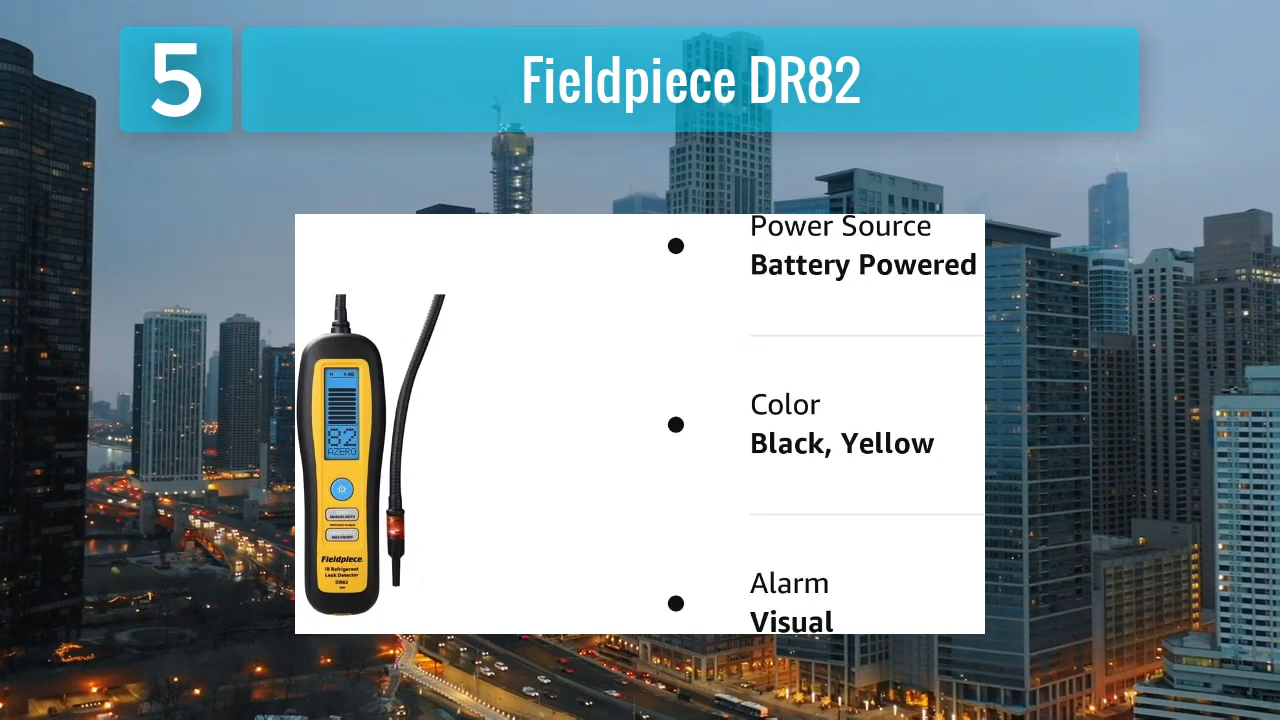 5
Fieldpiece DR82
Power Source
Battery Powered
Color
Black, Yellow
Alarm
Visual
82
AZERO
Fieldpiece
IR Refrigerant
Leak Detector
DR82